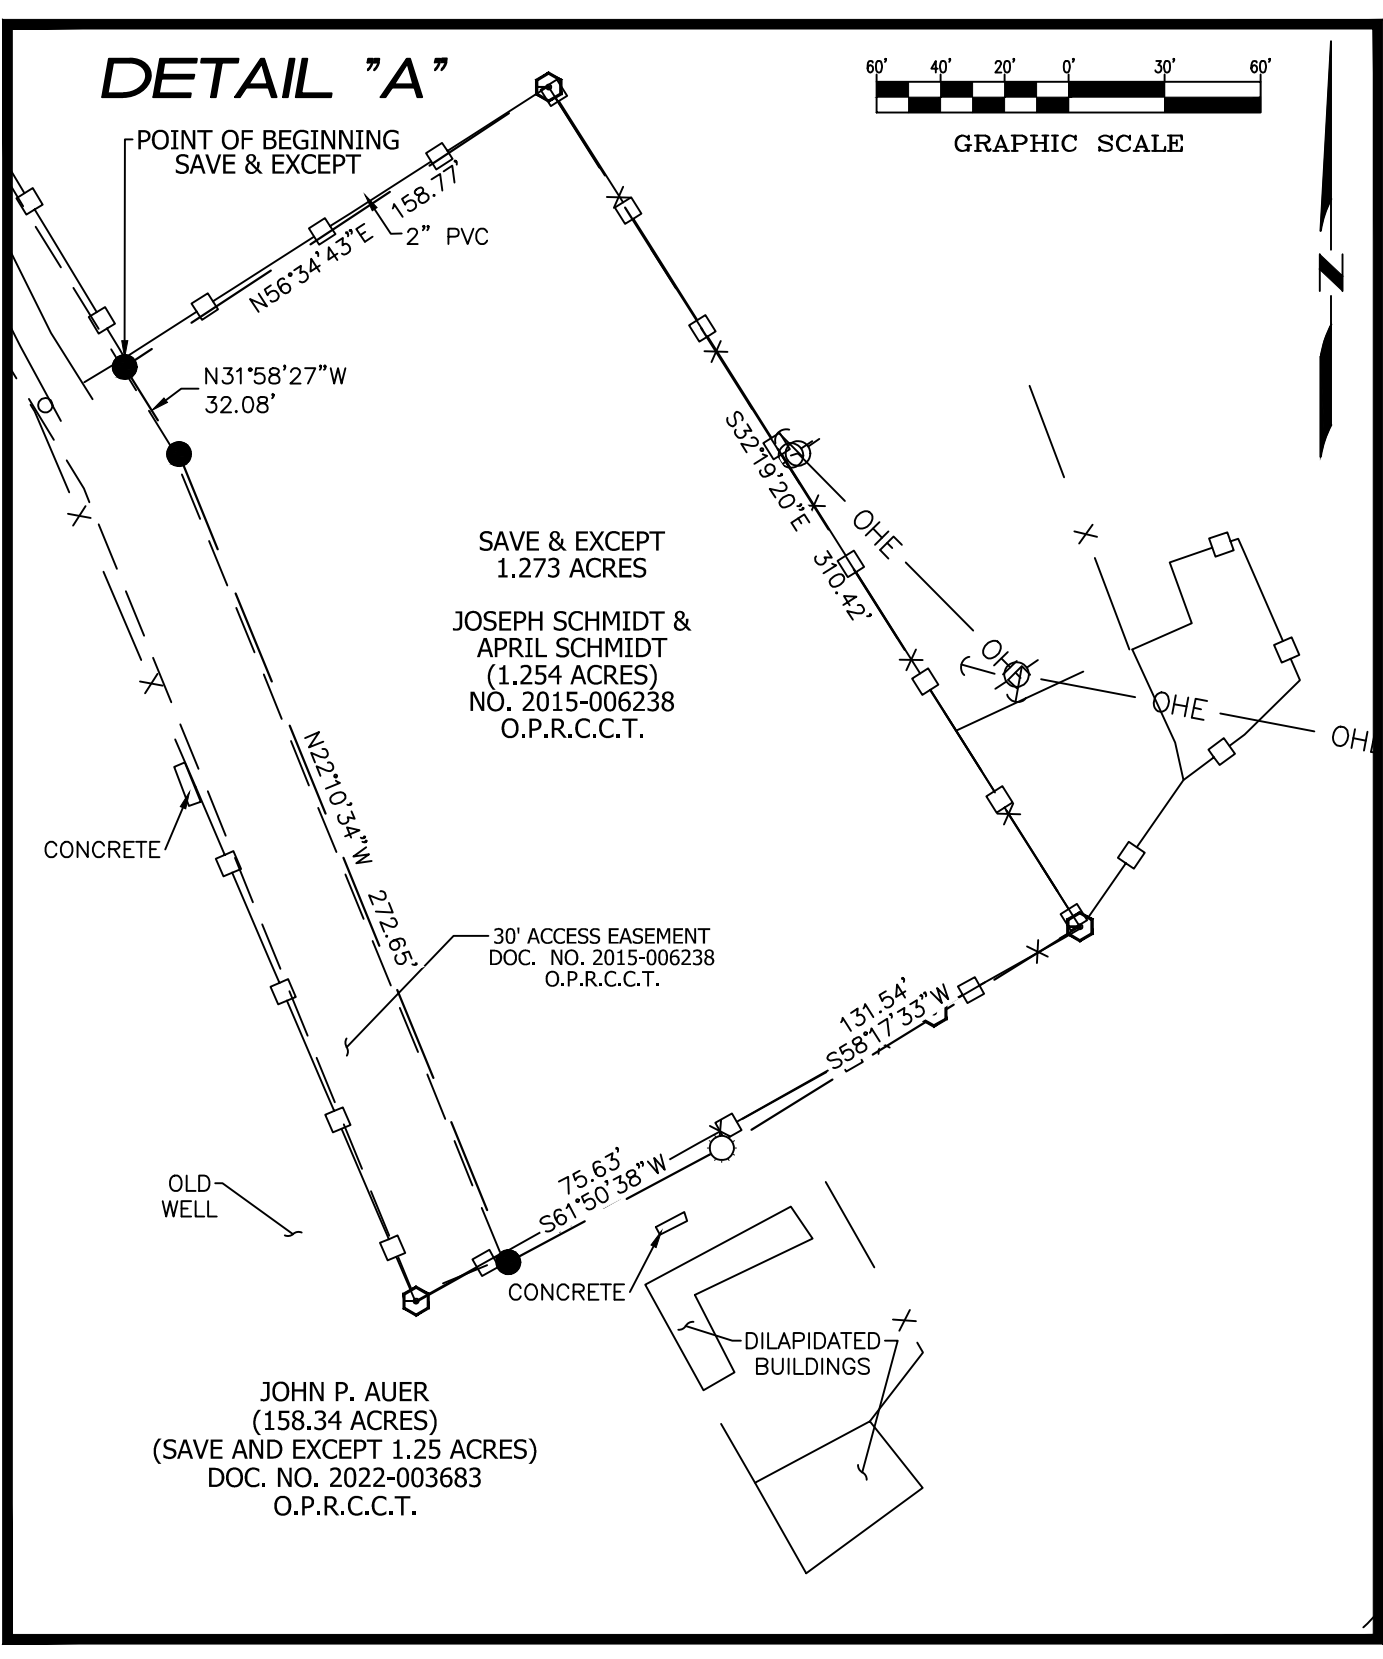 DETAIL "A"
60' 40' 20' 0' 30' 60'
GRAPHIC SCALE
POINT OF BEGINNING
SAVE & EXCEPT
N56°34'43"E 158.77'
2" PVC
N
N31°58'27"W
32.08'
S32°19'20"E 310.42'
OHE
OHE
OHE
OHE
SAVE & EXCEPT
1.273 ACRES
JOSEPH SCHMIDT &
APRIL SCHMIDT
(1.254 ACRES)
NO. 2015-006238
O.P.R.C.C.T.
N22°10'34"W 272.65'
CONCRETE
30' ACCESS EASEMENT
DOC. NO. 2015-006238
O.P.R.C.C.T.
131.54'
S58°17'33"W
75.63'
S61°50'38"W
OLD
WELL
CONCRETE
DILAPIDATED
BUILDINGS
JOHN P. AUER
(158.34 ACRES)
(SAVE AND EXCEPT 1.25 ACRES)
DOC. NO. 2022-003683
O.P.R.C.C.T.